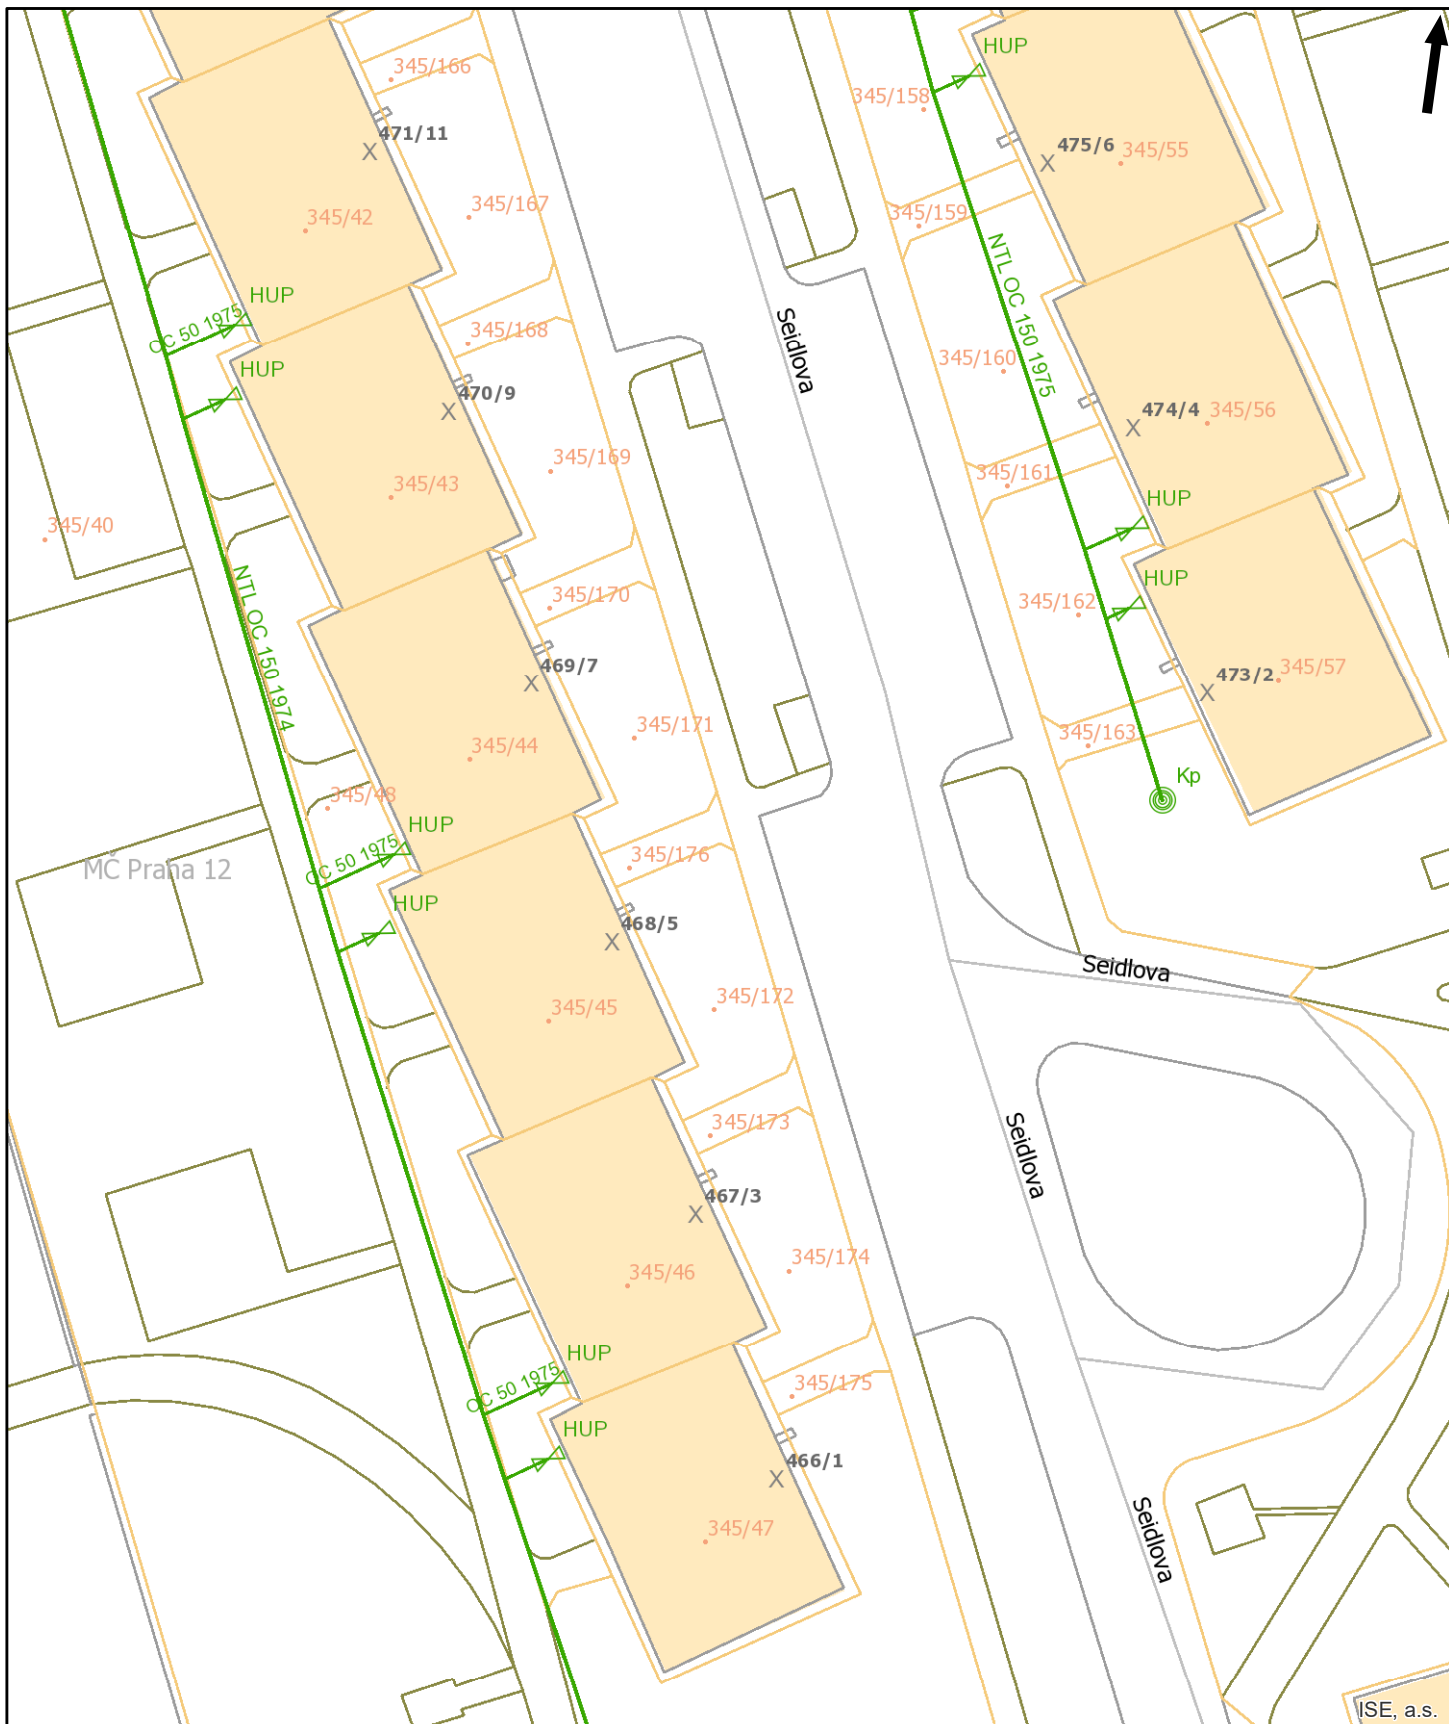 HUP
345/166
345/158
471/11
475/6
345/55
345/167
345/159
345/42
NTL OC 150 1975
HUP
OC 50 1975
Seidlova
345/168
345/160
HUP
470/9
474/4
345/56
345/169
345/161
345/43
HUP
345/40
HUP
345/170
345/162
NTL OC 150 1974
469/7
473/2
345/57
345/171
345/163
345/44
Kp
345/48
HUP
OC 50 1975
345/176
MČ Praha 12
HUP
468/5
Seidlova
345/172
345/45
345/173
Seidlova
467/3
345/174
345/46
HUP
OC 50 1975
345/175
HUP
466/1
345/47
Seidlova
ISE, a.s.